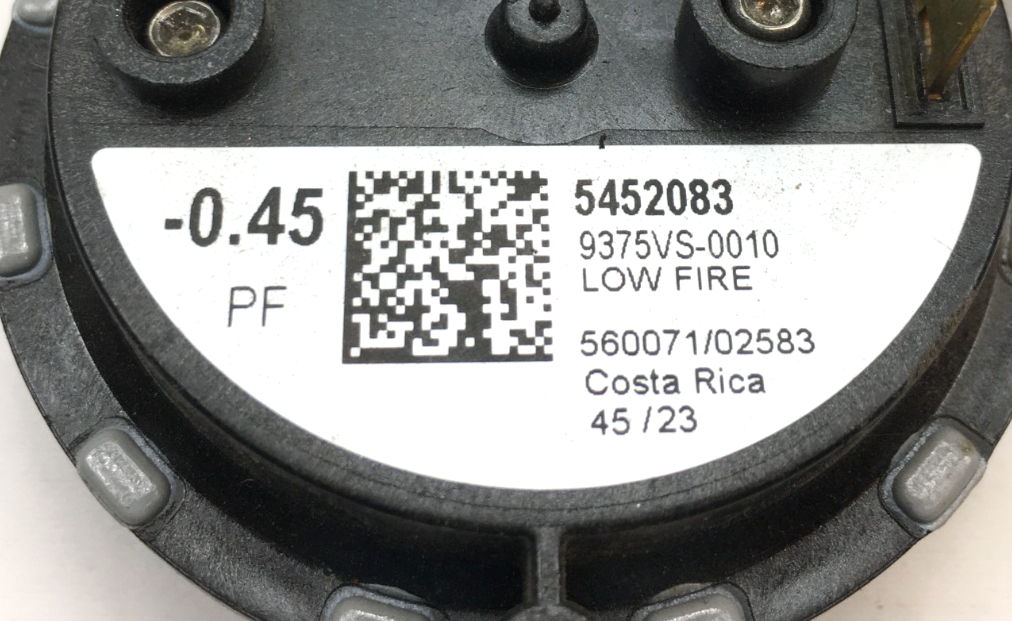 -0.45
PF
5452083
9375VS-0010
LOW FIRE
560071/02583
Costa Rica
45 /23